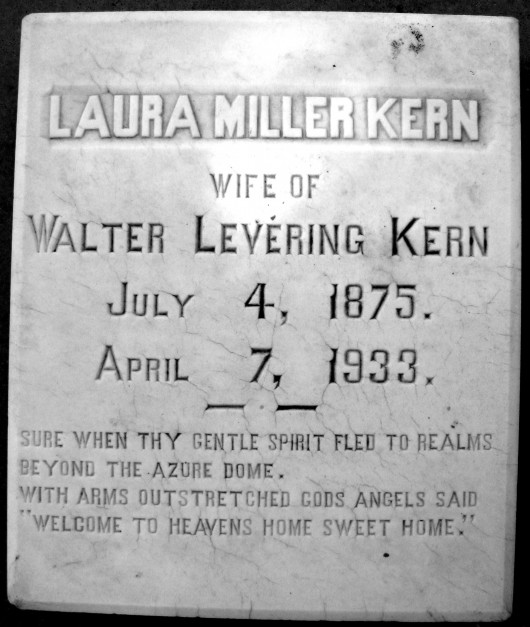 LAURA MILLER KERN
WIFE OF
WALTER LEVERING KERN
JULY 4, 1875.
APRIL 7, 1933.
SURE WHEN THY GENTLE SPIRIT FLED TO REALMS
BEYOND THE AZURE DOME.
WITH ARMS OUTSTRETCHED GODS ANGELS SAID
"WELCOME TO HEAVENS HOME SWEET HOME."